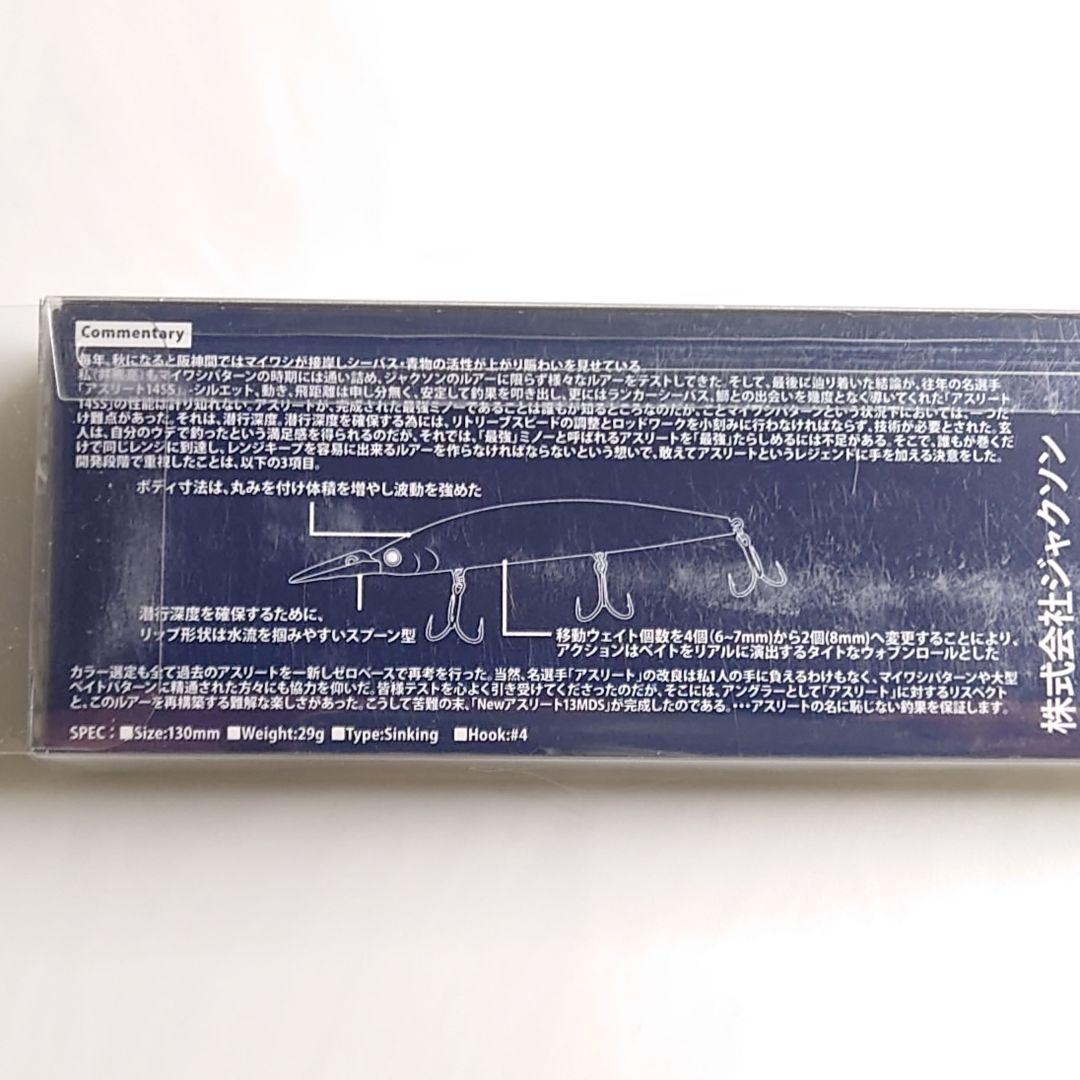 Commentary
毎年、秋になると阪神間ではマイワシが接岸しシーバス・青物の活性が上がり賑わいを見せている
もマイワシパターンの時期には通い詰め、ジャクソンのルアーに限らず様々なルアーをテストしてきた。そして、最後に辿り着いた結論が、往年の名選手
「アスリート14SS」…シルエット、動き、飛距離は申し分無く、安定して釣果を叩き出し、更にはランカーシーバス、鰤との出会いを幾度となく導いてくれた「アスリート
14SS」の性能は計り知れない。アスリートが、完成された最強ミノーであることは誰もが知るところなのだが、ことマイワシパターンという状況下においては、一つだ
け難点があった。それは、潜行深度。潜行深度を確保する為には、リトリーブスピードの調整とロッドワークを小刻みに行わなければならず、技術が必要とされた。玄
人は、自分のウデで釣ったという満足感を得られるのだが、それでは、「最強」ミノーと呼ばれるアスリートを「最強」たらしめるには不足がある。そこで、誰もが巻くだ
けで同じレンジに到達し、レンジキープを容易に出来るルアーを作らなければならないという想いで、敢えてアスリートというレジェンドに手を加える決意をした。
開発段階で重視したことは、以下の3項目。
ボディ寸法は、丸みを付け体積を増やし波動を強めた
潜行深度を確保するために、
リップ形状は水流を掴みやすいスプーン型
移動ウェイト個数を4個(6~7mm)から2個(8mm)へ変更することにより、
アクションはベイトをリアルに演出するタイトなウォブンロールとした
カラー選定も全て過去のアスリートを一新しゼロベースで再考を行った。当然、名選手「アスリート」の改良は私1人の手に負えるわけもなく、マイワシパターンや大型
ベイトパターンに精通された方々にも協力を仰いだ。皆様テストを心よく引き受けてくださったのだが、そこには、アングラーとして「アスリート」に対するリスペクト
と、このルアーを再構築する難解な楽しさがあった。こうして苦難の末、「Newアスリート13MDS」が完成したのである。・・・アスリートの名に恥じない釣果を保証します。
SPEC：■Size:130mm ■Weight:29g ■Type:Sinking ■Hook:#4
株式会社ジャクソン